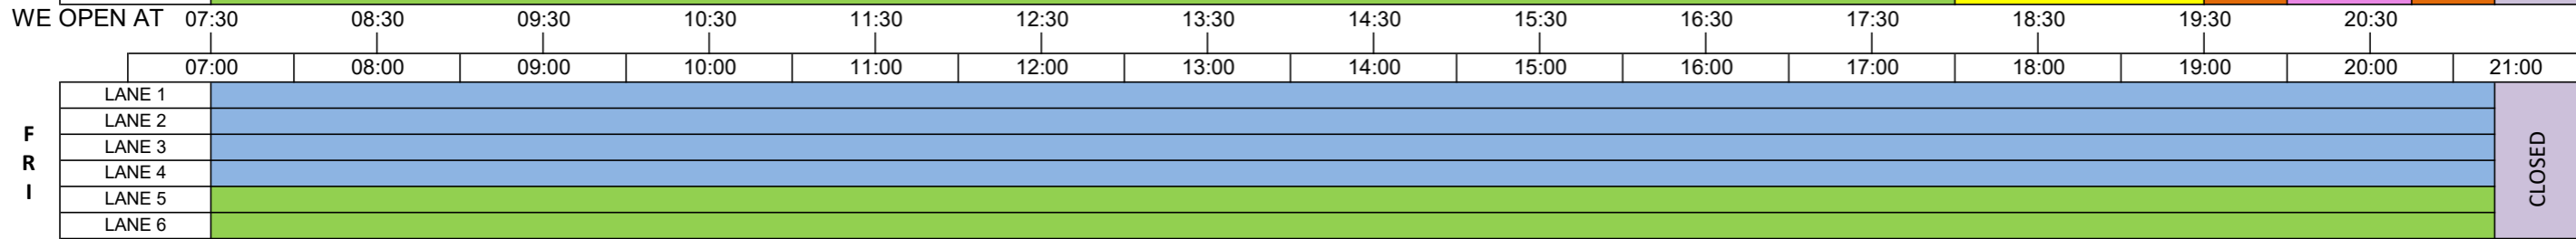 WE OPEN AT 07:30 08:30 09:30 10:30 11:30 12:30 13:30 14:30 15:30 16:30 17:30 18:30 19:30 20:30
07:00 08:00 09:00 10:00 11:00 12:00 13:00 14:00 15:00 16:00 17:00 18:00 19:00 20:00 21:00
FRI
LANE 1
LANE 2
LANE 3
LANE 4
LANE 5
LANE 6
CLOSED